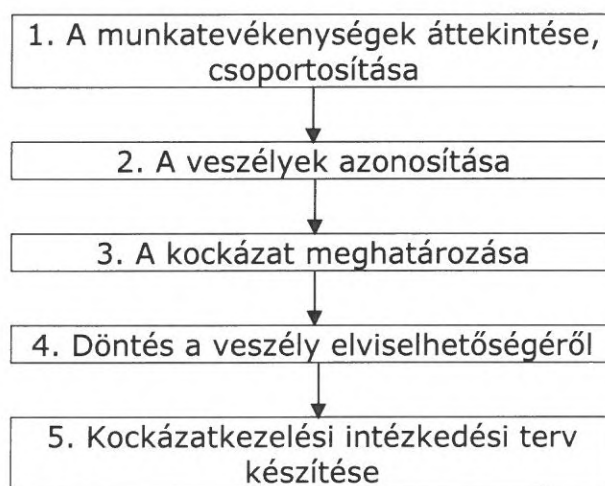 1. A munkatevékenységek áttekintése,
csoportosítása
2. A veszélyek azonosítása
3. A kockázat meghatározása
4. Döntés a veszély elviselhetőségéről
5. Kockázatkezelési intézkedési terv
készítése